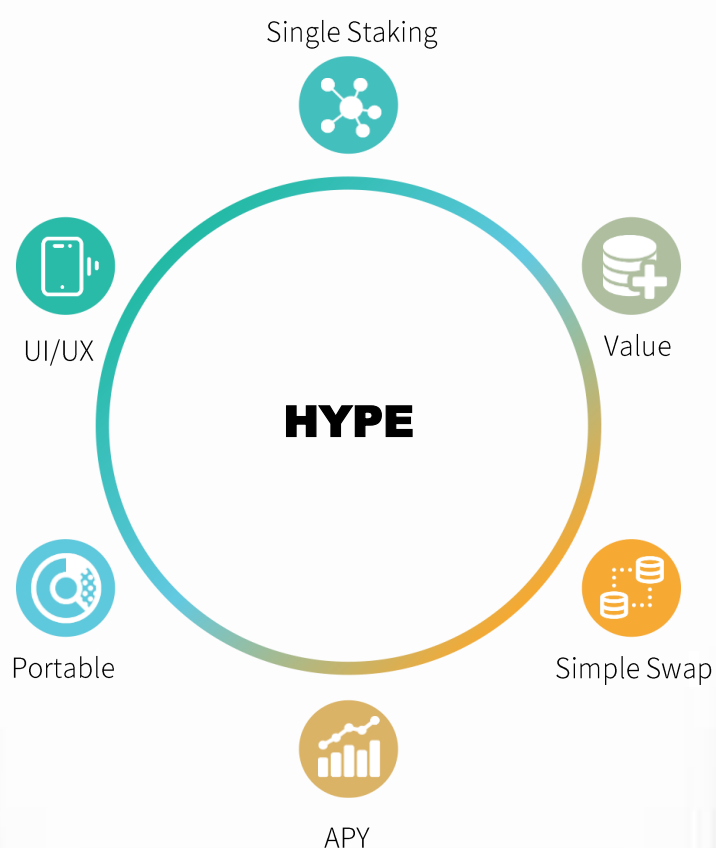 Single Staking
UI/UX
Value
HYPE
Portable
Simple Swap
APY